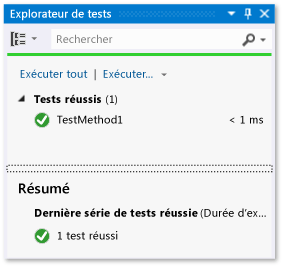 Explorateur de tests
Rechercher
Exécuter tout | Exécuter...
Tests réussis (1)
TestMethod1 < 1 ms
Résumé
Dernière série de tests réussie (Durée d'ex...
1 test réussi